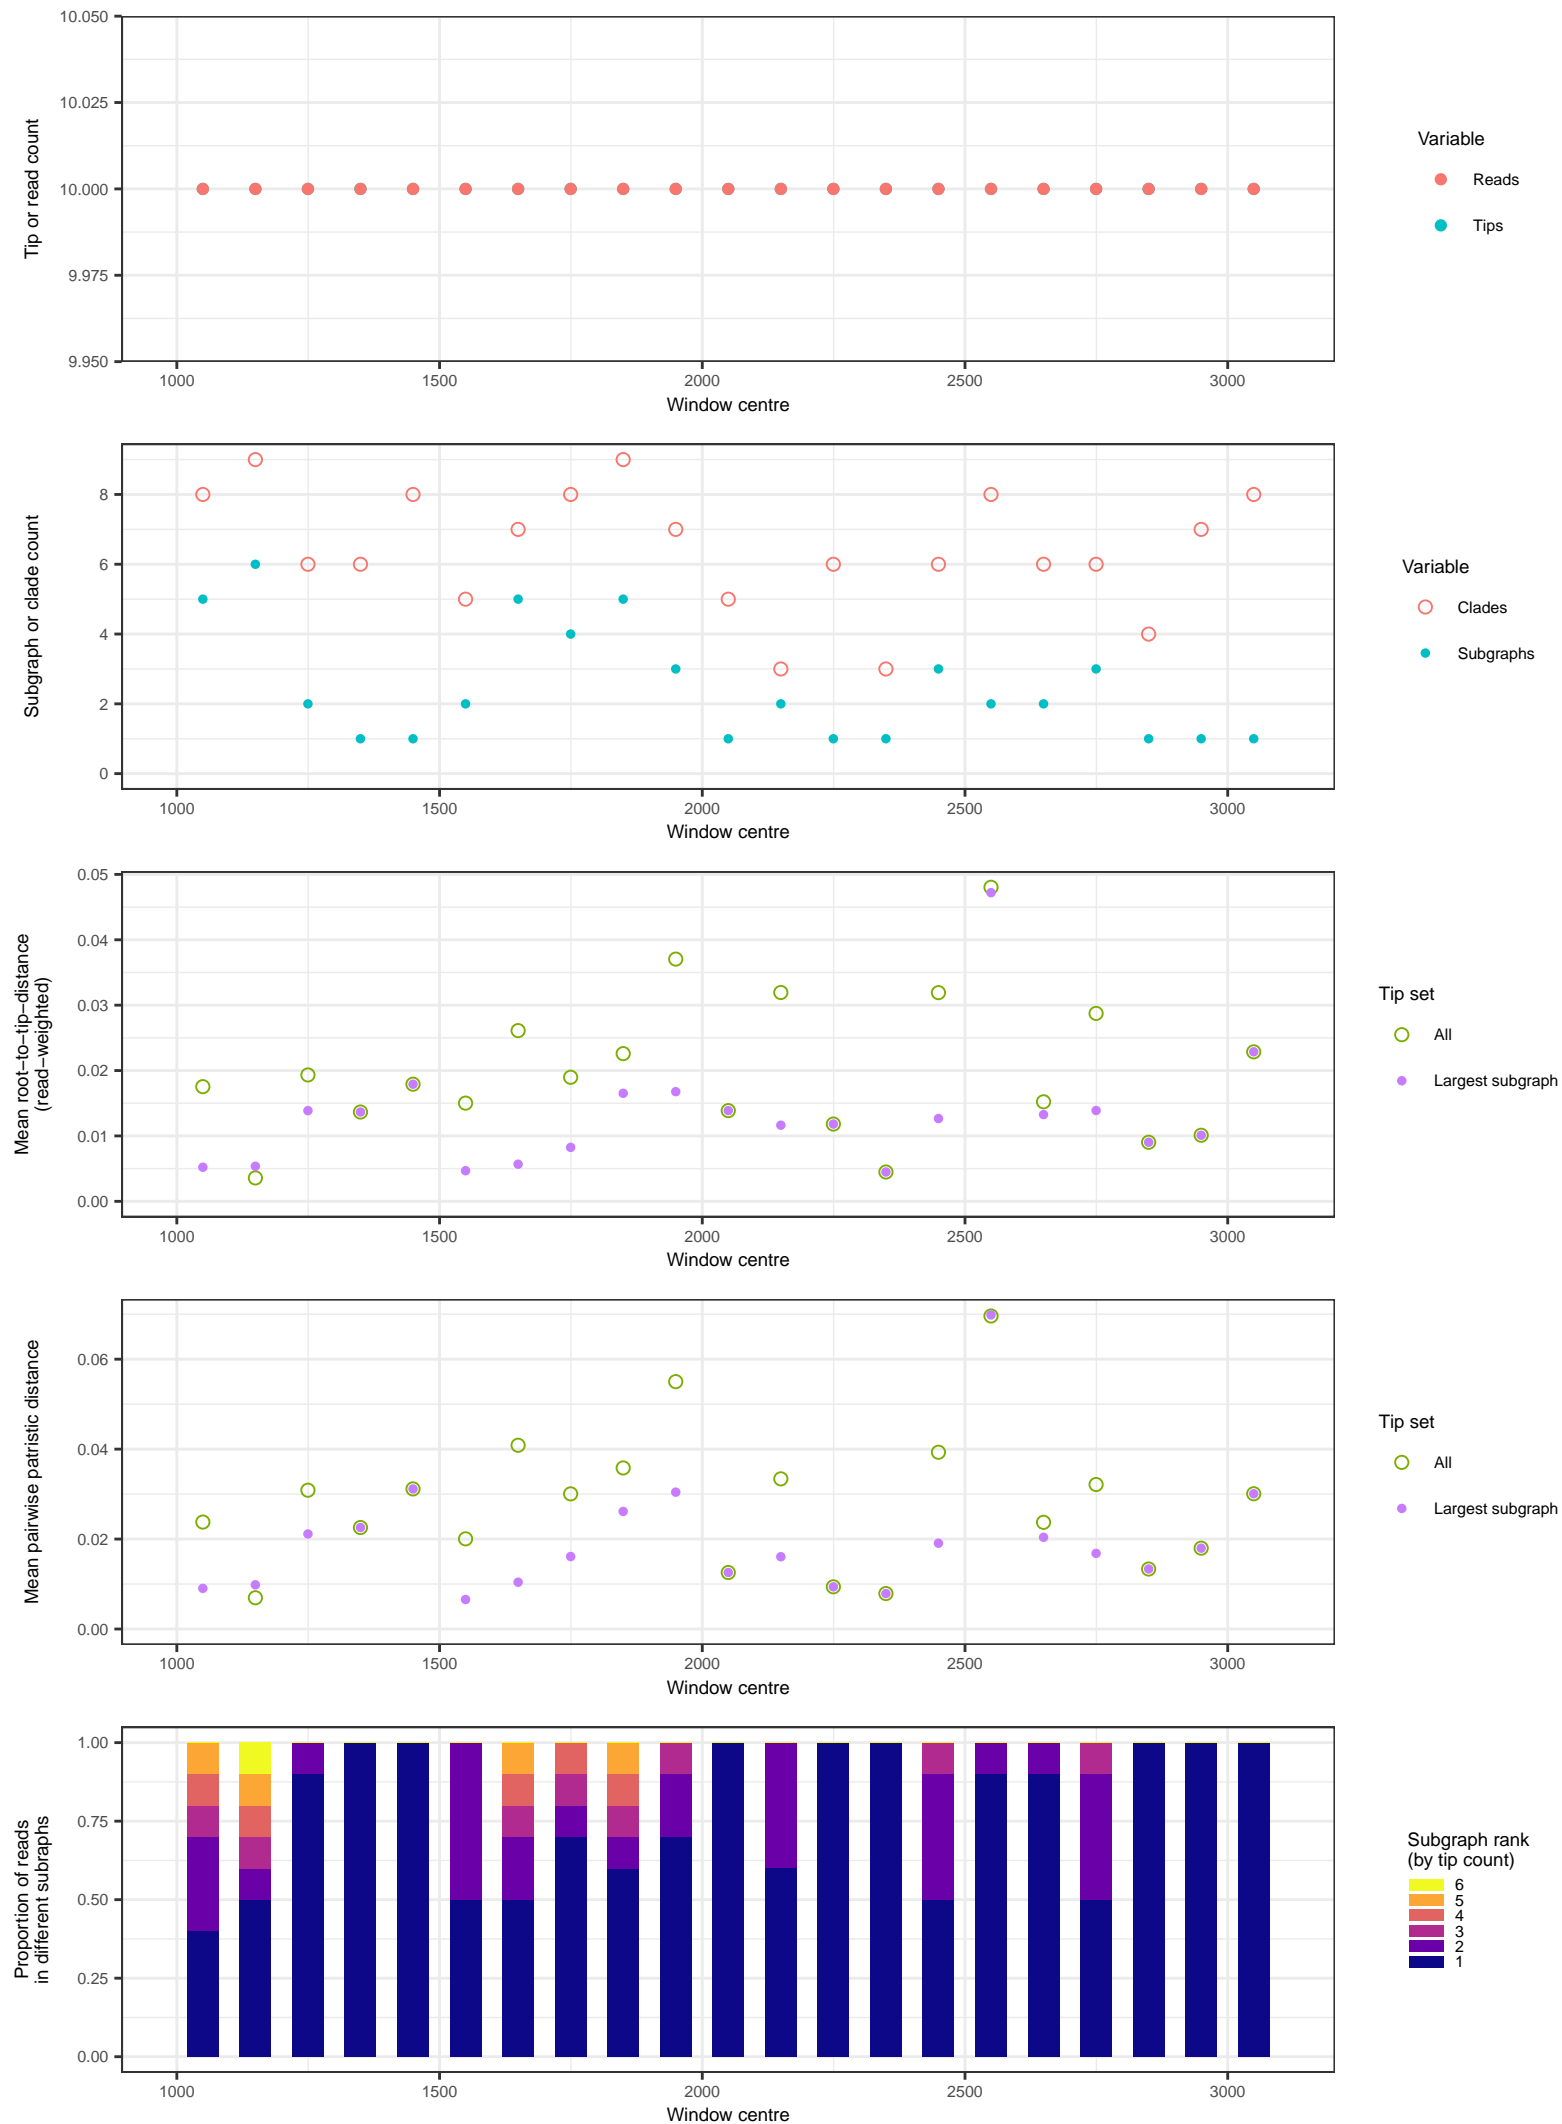 10.050
10.025
10.000
9.975
9.950
Tip or read count
1000 1500 2000 2500 3000
Window centre
Variable
Reads
Tips
8
6
4
2
0
Subgraph or clade count
1000 1500 2000 2500 3000
Window centre
Variable
Clades
Subgraphs
0.05
0.04
0.03
0.02
0.01
0.00
Mean root−to−tip−distance
(read−weighted)
1000 1500 2000 2500 3000
Window centre
Tip set
All
Largest subgraph
0.06
0.04
0.02
0.00
Mean pairwise patristic distance
1000 1500 2000 2500 3000
Window centre
Tip set
All
Largest subgraph
1.00
0.75
0.50
0.25
0.00
Proportion of reads
in different subraphs
1000 1500 2000 2500 3000
Window centre
Subgraph rank
(by tip count)
6
5
4
3
2
1